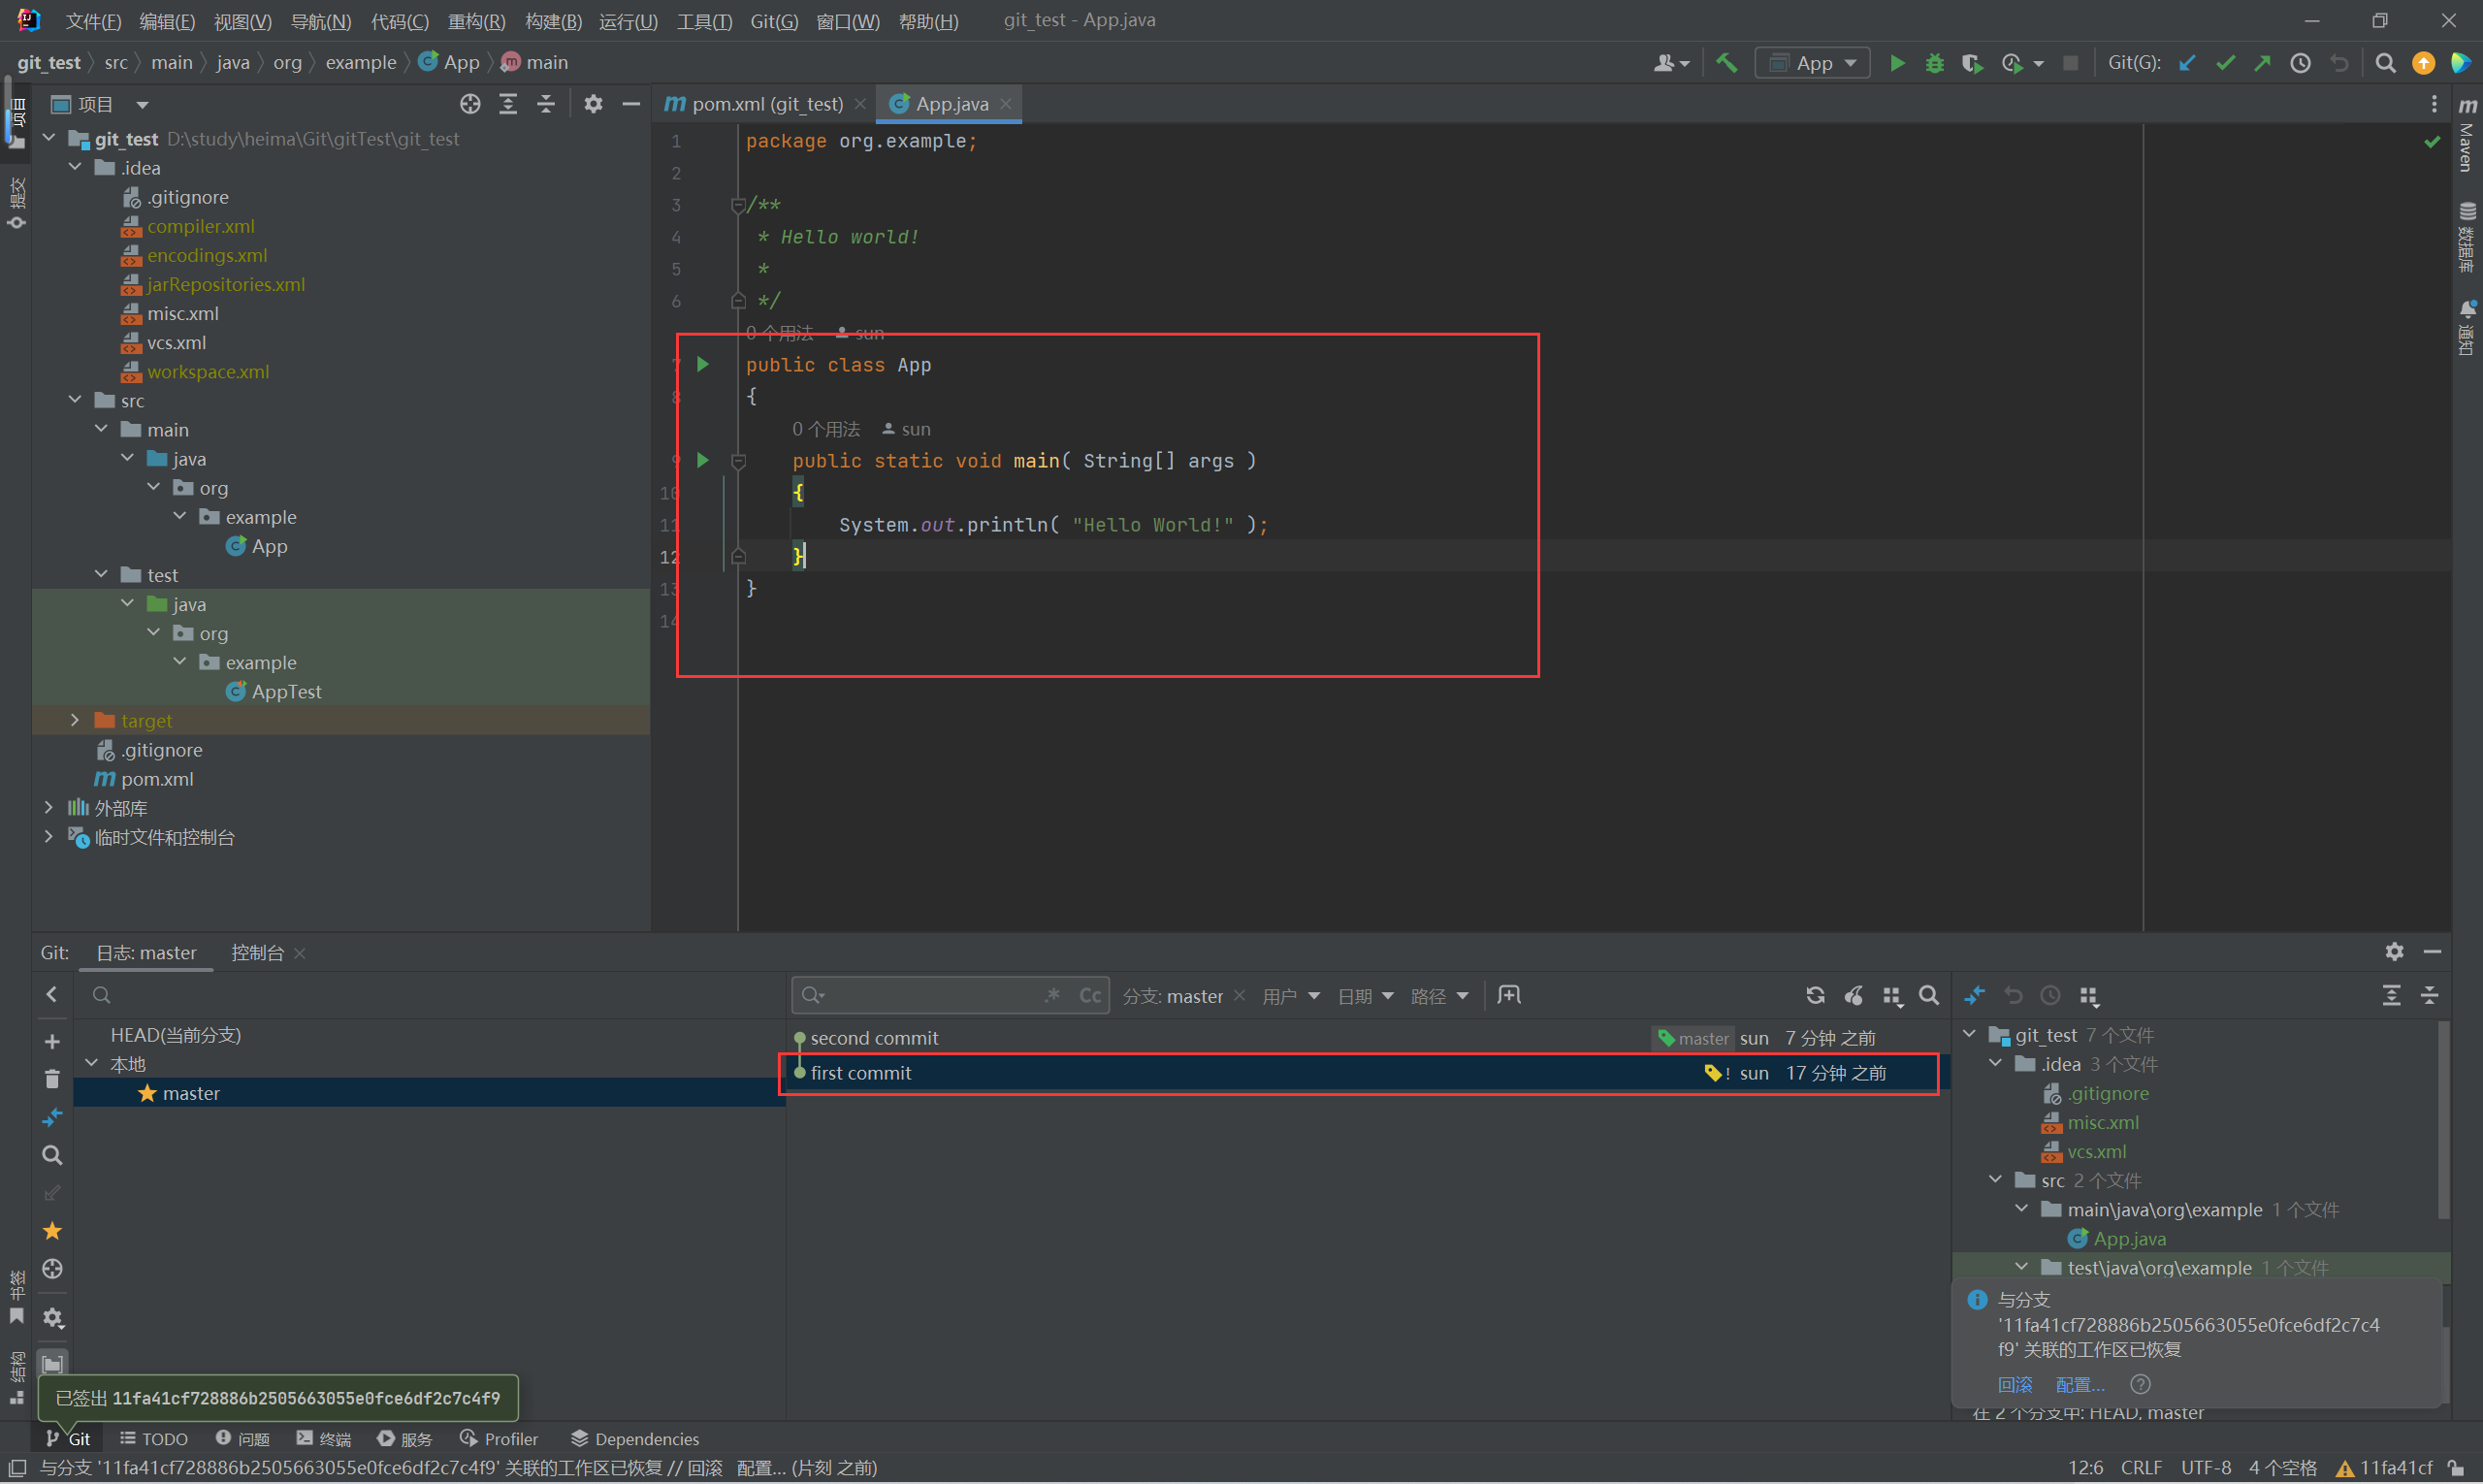 文件(F) 编辑(E) 视图(V) 导航(N) 代码(C) 重构(R) 构建(B) 运行(U) 工具(T) Git(G) 窗口(W) 帮助(H) git_test - App.java
git_test src main java org example App main
App Git(G):
项目
提交
书签
结构
项目
git_test D:\study\heima\Git\gitTest\git_test
.idea
.gitignore
compiler.xml
encodings.xml
jarRepositories.xml
misc.xml
vcs.xml
workspace.xml
src
main
java
org
example
App
test
java
org
example
AppTest
target
.gitignore
pom.xml
外部库
临时文件和控制台
pom.xml (git_test) App.java
1 package org.example;
2
3 /**
4 * Hello world!
5 *
6 */
0 个用法 sun
7 public class App
8 {
0 个用法 sun
9 public static void main( String[] args )
10 {
11 System.out.println( "Hello World!" );
12 }
13 }
14
Maven
数据库
通知
Git: 日志: master 控制台
HEAD(当前分支)
本地
master
.* Cc 分支: master 用户 日期 路径
second commit master sun 7 分钟 之前
first commit ! sun 17 分钟 之前
git_test 7 个文件
.idea 3 个文件
.gitignore
misc.xml
vcs.xml
src 2 个文件
main\java\org\example 1 个文件
App.java
test\java\org\example 1 个文件
与分支
'11fa41cf728886b2505663055e0fce6df2c7c4
f9' 关联的工作区已恢复
回滚 配置...
在 2 个分支中: HEAD, master
已签出 11fa41cf728886b2505663055e0fce6df2c7c4f9
Git TODO 问题 终端 服务 Profiler Dependencies
与分支 '11fa41cf728886b2505663055e0fce6df2c7c4f9' 关联的工作区已恢复 // 回滚 配置... (片刻 之前)
12:6 CRLF UTF-8 4 个空格 11fa41cf